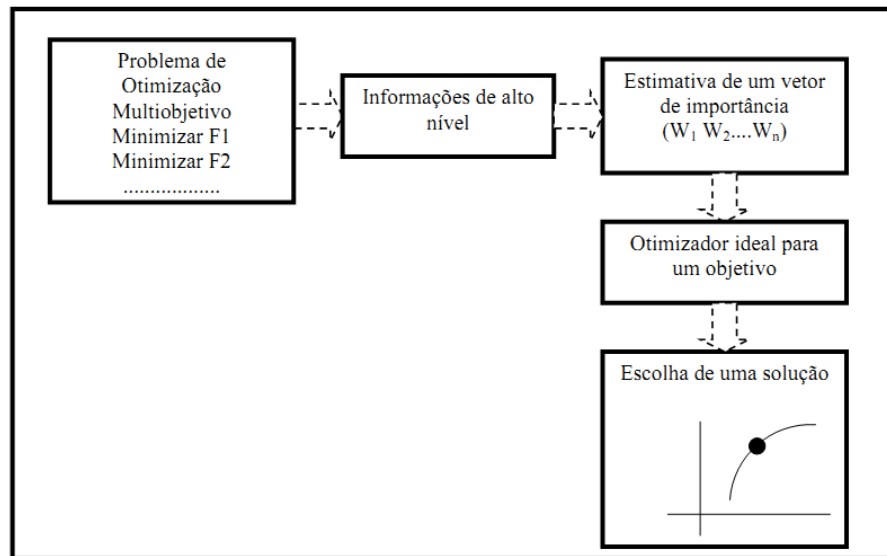 Problema de
Otimização
Multiobjetivo
Minimizar F1
Minimizar F2
..................
Informações de alto
nível
Estimativa de um vetor
de importância
(W₁ W₂....Wₙ)
Otimizador ideal para
um objetivo
Escolha de uma solução